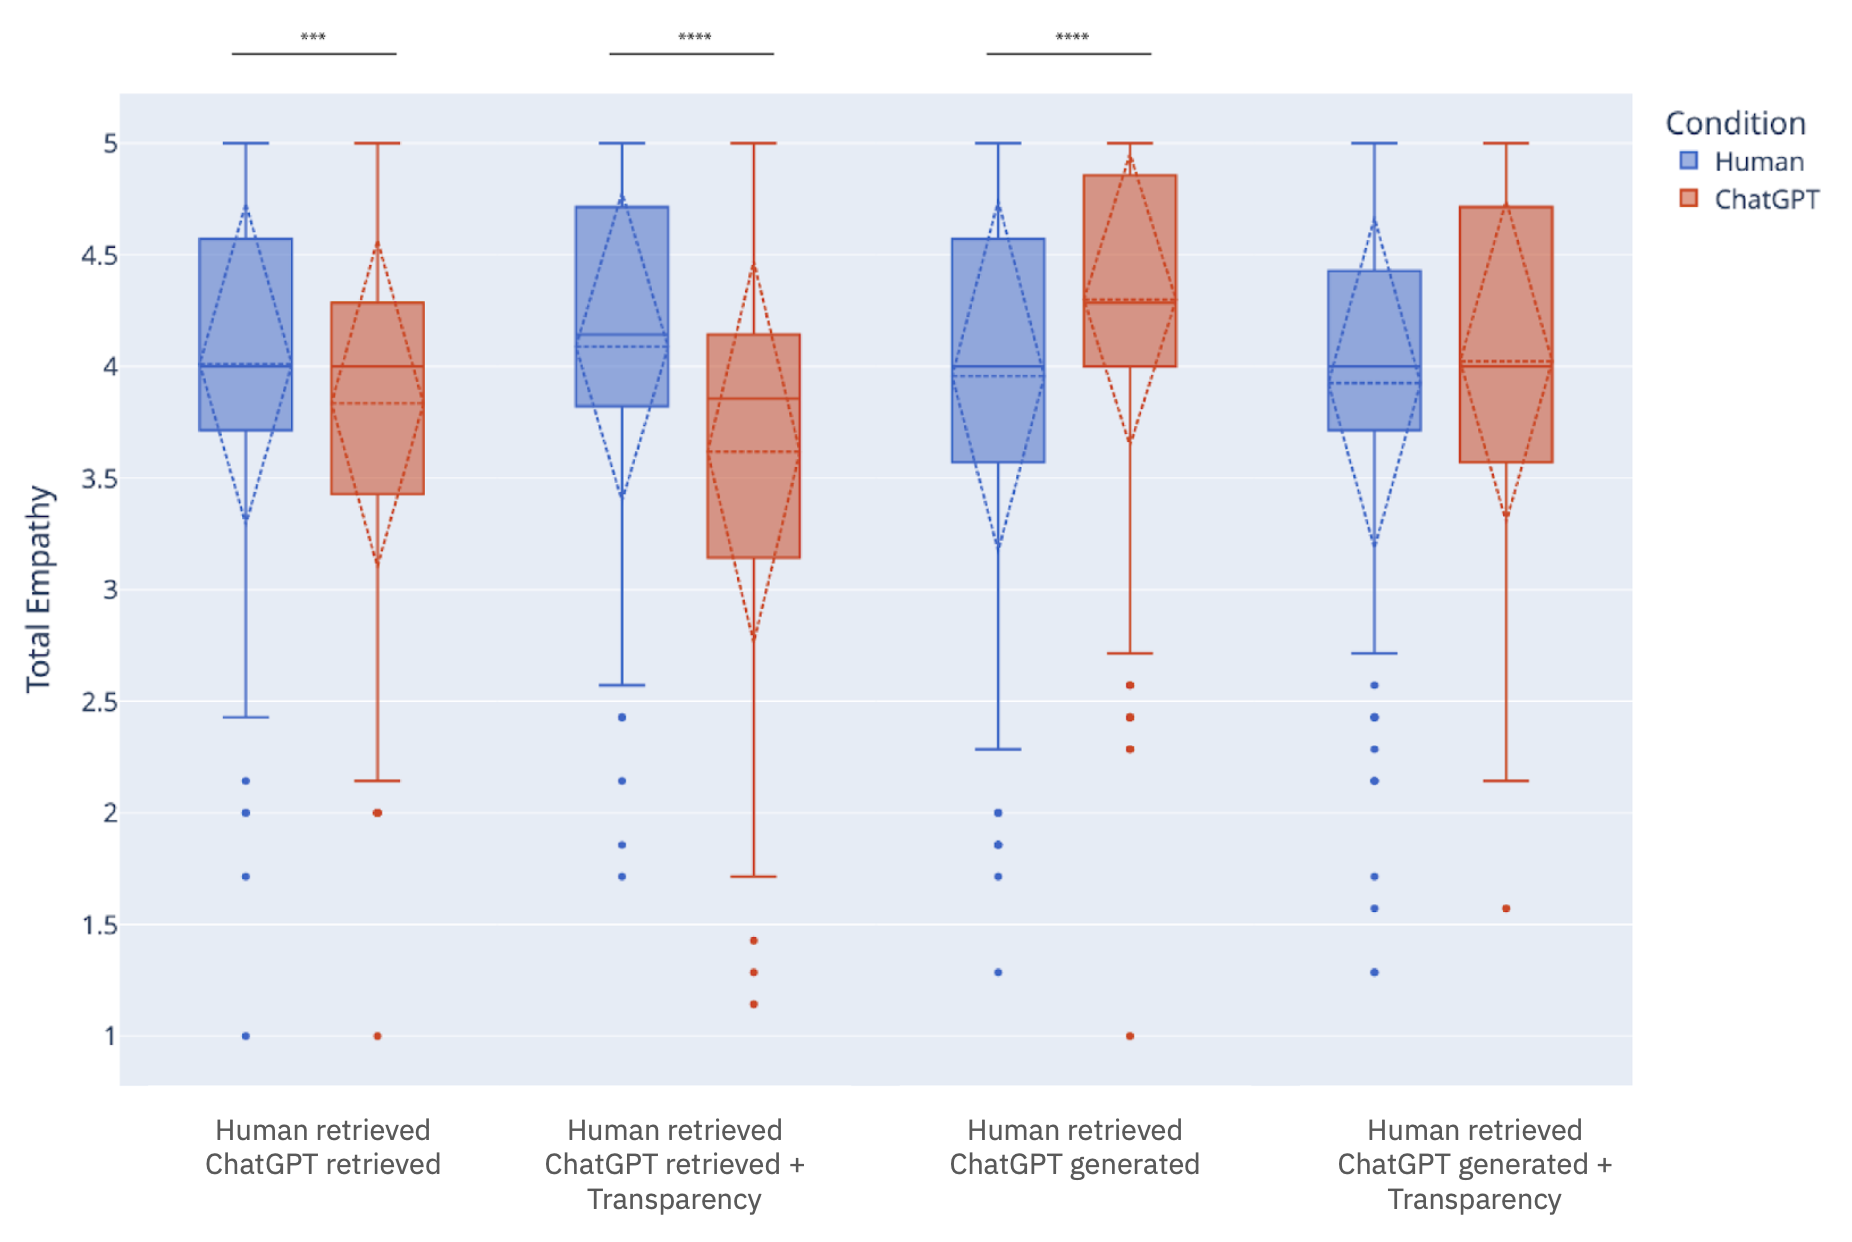 ***
****
****
Condition
Human
ChatGPT
5
4.5
4
3.5
3
2.5
2
1.5
1
Total Empathy
Human retrieved
ChatGPT retrieved
Human retrieved
ChatGPT retrieved +
Transparency
Human retrieved
ChatGPT generated
Human retrieved
ChatGPT generated +
Transparency